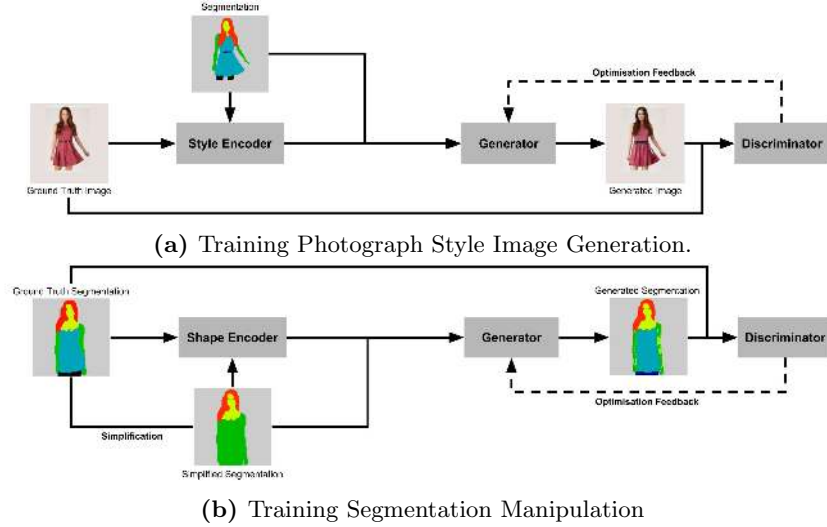 Segmentation
Optimisation Feedback
Style Encoder
Generator
Discriminator
Ground Truth Image
Generated Image
(a) Training Photograph Style Image Generation.
Ground Truth Segmentation
Generated Segmentation
Shape Encoder
Generator
Discriminator
Optimisation Feedback
Simplification
Simplified Segmentation
(b) Training Segmentation Manipulation